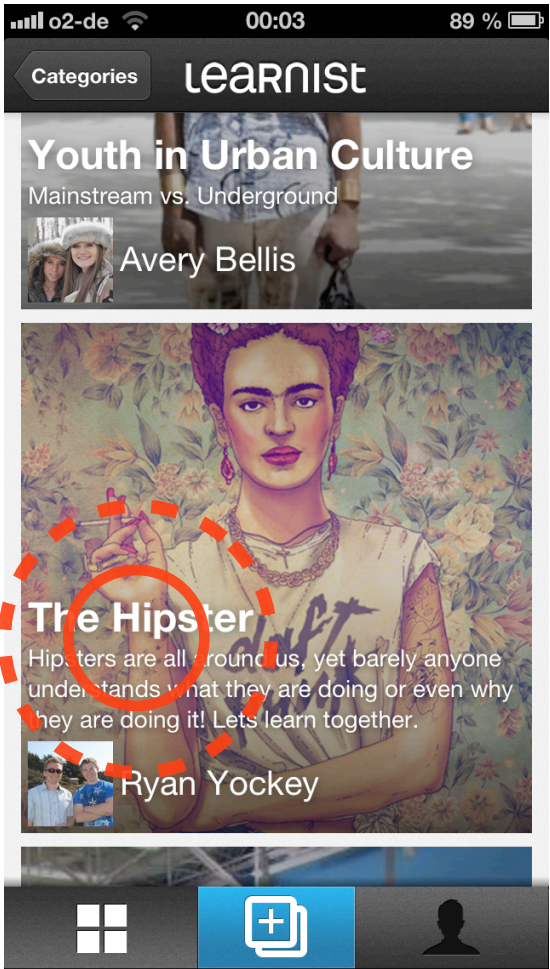 o2-de 00:03 89 %
Categories LEARNIST
Youth in Urban Culture
Mainstream vs. Underground
Avery Bellis
daft
punk
The Hipster
Hipsters are all around us, yet barely anyone
understands what they are doing or even why
they are doing it! Lets learn together.
Ryan Yockey